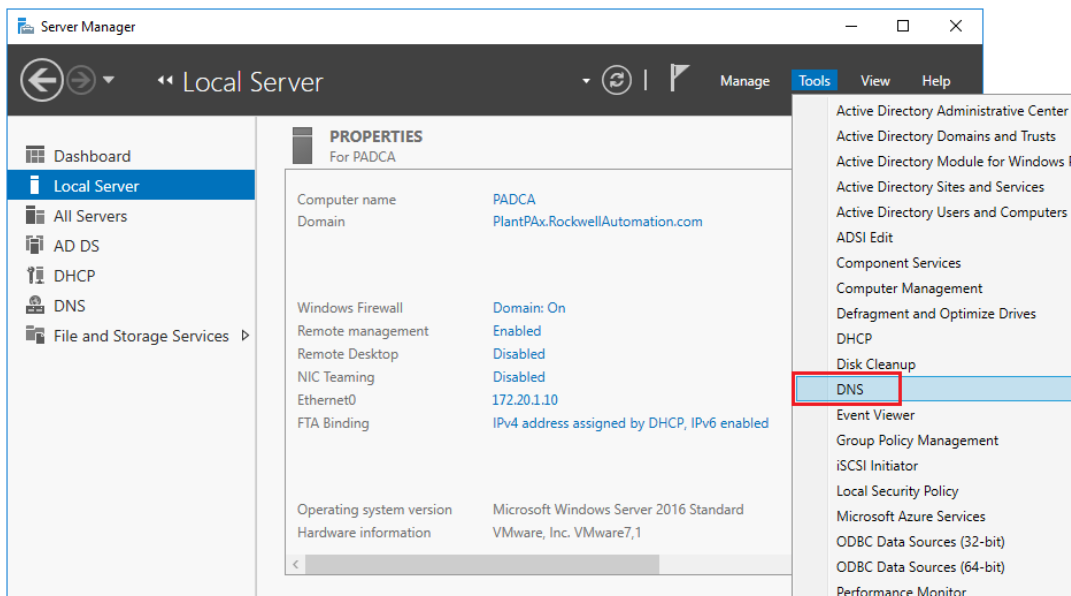 Server Manager
Local Server
Manage Tools View Help
Dashboard
Local Server
All Servers
AD DS
DHCP
DNS
File and Storage Services
PROPERTIES
For PADCA
Computer name PADCA
Domain PlantPAx.RockwellAutomation.com
Windows Firewall Domain: On
Remote management Enabled
Remote Desktop Disabled
NIC Teaming Disabled
Ethernet0 172.20.1.10
FTA Binding IPv4 address assigned by DHCP, IPv6 enabled
Operating system version Microsoft Windows Server 2016 Standard
Hardware information VMware, Inc. VMware7,1
Active Directory Administrative Center
Active Directory Domains and Trusts
Active Directory Module for Windows
Active Directory Sites and Services
Active Directory Users and Computers
ADSI Edit
Component Services
Computer Management
Defragment and Optimize Drives
DHCP
Disk Cleanup
DNS
Event Viewer
Group Policy Management
iSCSI Initiator
Local Security Policy
Microsoft Azure Services
ODBC Data Sources (32-bit)
ODBC Data Sources (64-bit)
Performance Monitor